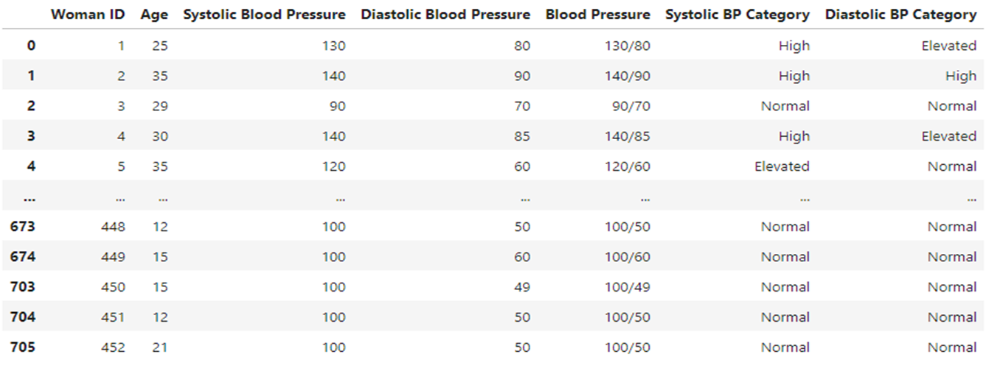 Woman ID Age Systolic Blood Pressure Diastolic Blood Pressure Blood Pressure Systolic BP Category Diastolic BP Category
0 1 25 130 80 130/80 High Elevated
1 2 35 140 90 140/90 High High
2 3 29 90 70 90/70 Normal Normal
3 4 30 140 85 140/85 High Elevated
4 5 35 120 60 120/60 Elevated Normal
... ... ... ... ... ... ... ...
673 448 12 100 50 100/50 Normal Normal
674 449 15 100 60 100/60 Normal Normal
703 450 15 100 49 100/49 Normal Normal
704 451 12 100 50 100/50 Normal Normal
705 452 21 100 50 100/50 Normal Normal